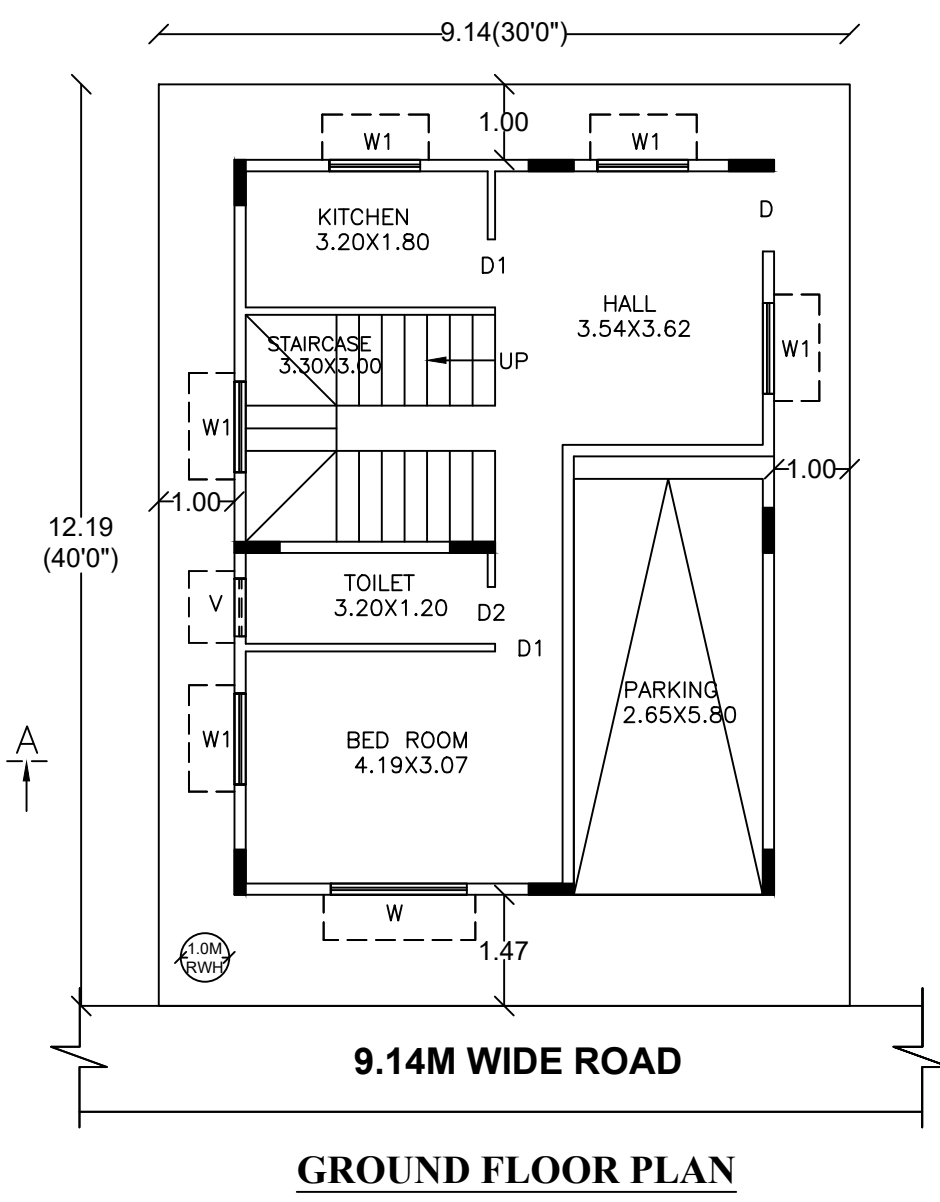 9.14(30'0")
1.00
W1
W1
D
KITCHEN
3.20X1.80
D1
HALL
3.54X3.62
STAIRCASE
3.30X3.00
UP
W1
W1
1.00
1.00
12.19
(40'0")
TOILET
3.20X1.20
V
D2
D1
PARKING
2.65X5.80
A
W1
BED ROOM
4.19X3.07
W
1.0M
RWH
1.47
9.14M WIDE ROAD
GROUND FLOOR PLAN